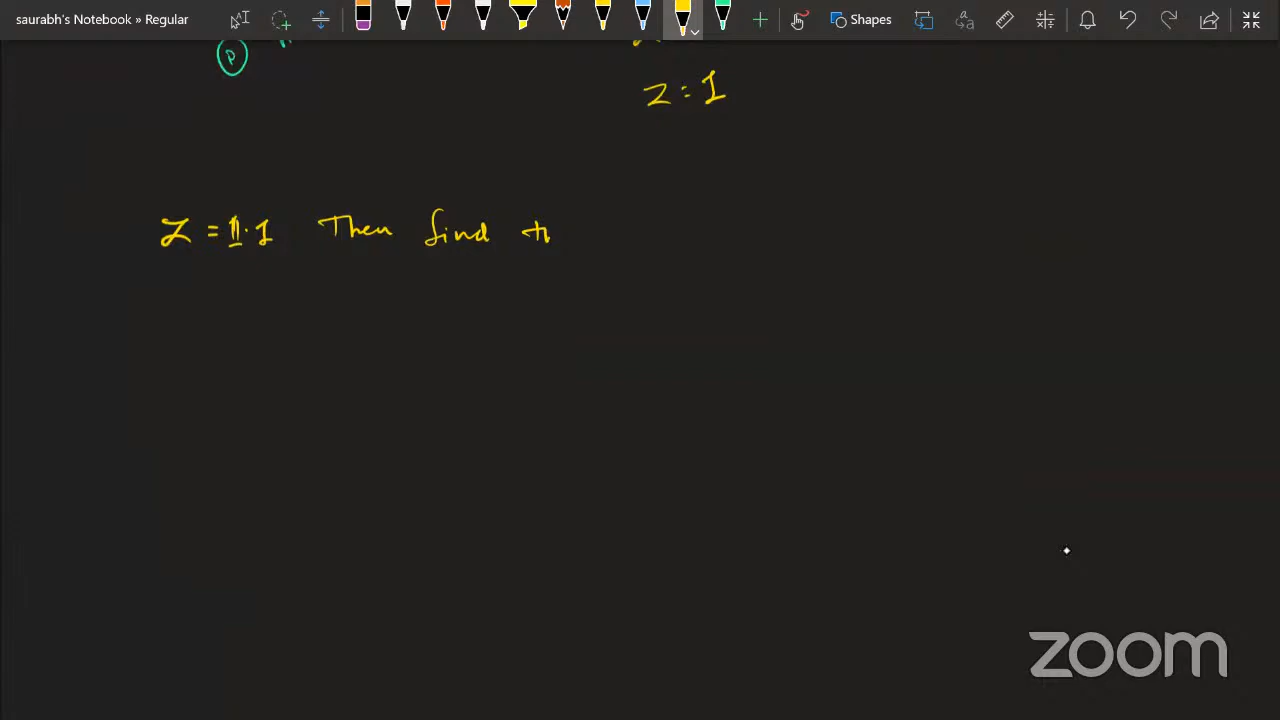 saurabh's Notebook » Regular
Shapes
P
z = 1
Z = 1.1 Then find
zoom